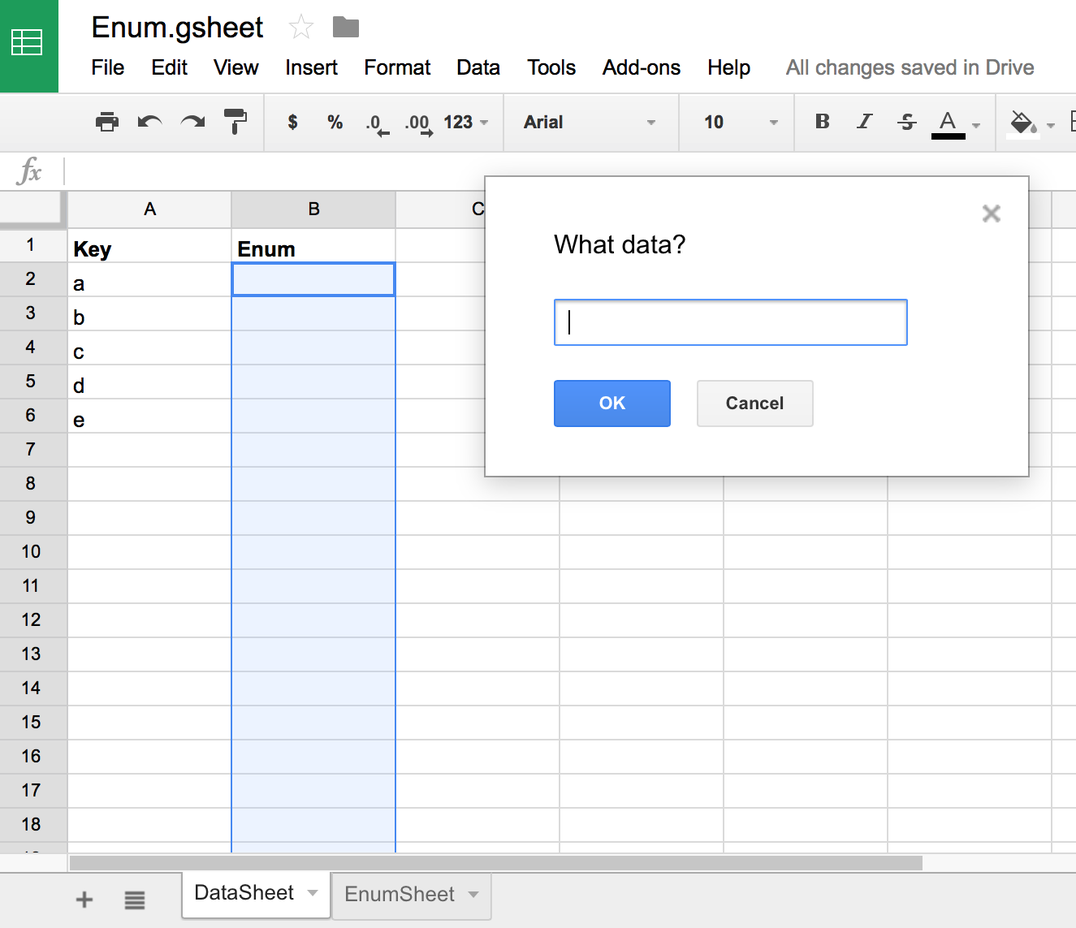 Enum.gsheet
File Edit View Insert Format Data Tools Add-ons Help All changes saved in Drive
$ % .0 .00 123 Arial 10 B I S A
fx
A B C
1 Key Enum
2 a
3 b
4 c
5 d
6 e
7
8
9
10
11
12
13
14
15
16
17
18
What data?
OK Cancel
DataSheet EnumSheet